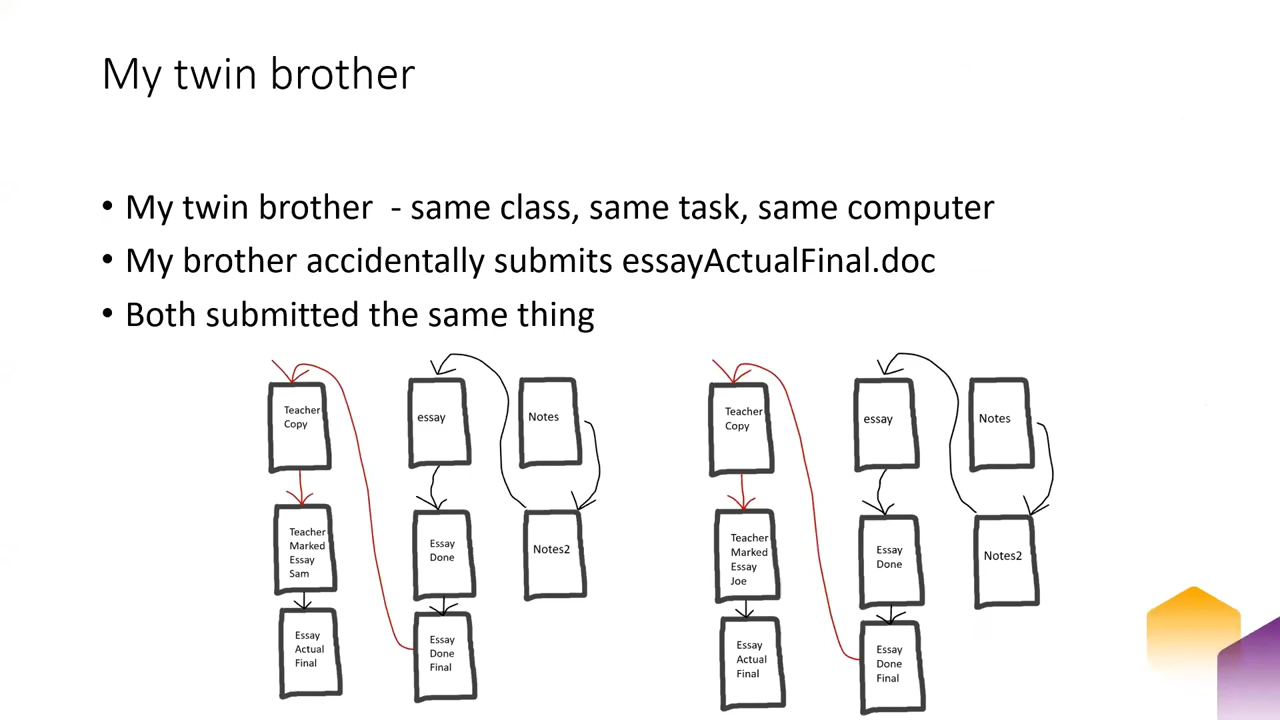 My twin brother
• My twin brother - same class, same task, same computer
• My brother accidentally submits essayActualFinal.doc
• Both submitted the same thing
Teacher
Copy
essay
Notes
Teacher
Marked
Essay
Sam
Essay
Done
Notes2
Essay
Actual
Final
Essay
Done
Final
Teacher
Copy
essay
Notes
Teacher
Marked
Essay
Joe
Essay
Done
Notes2
Essay
Actual
Final
Essay
Done
Final